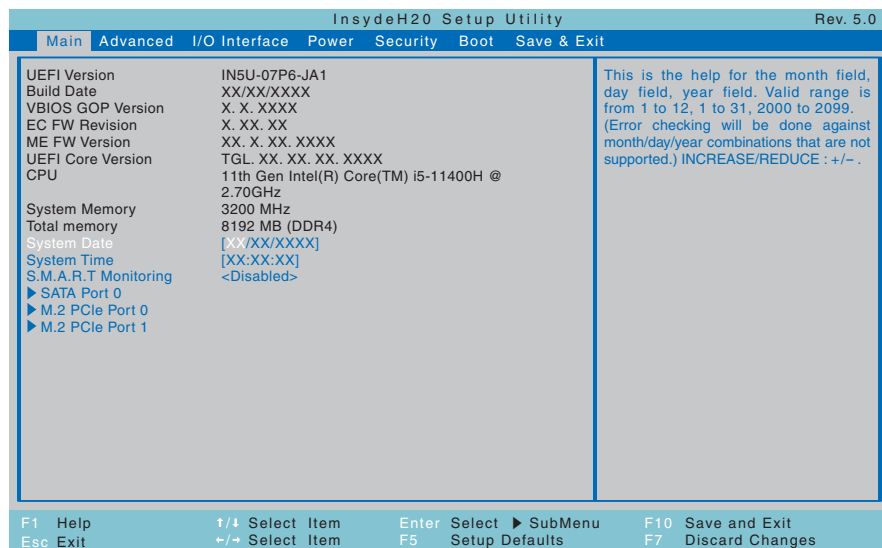 InsydeH20 Setup Utility Rev. 5.0
Main Advanced I/O Interface Power Security Boot Save & Exit
UEFI Version IN5U-07P6-JA1
Build Date XX/XX/XXXX
VBIOS GOP Version X. X. XXXX
EC FW Revision X. XX. XX
ME FW Version XX. X. XX. XXXX
UEFI Core Version TGL. XX. XX. XX. XXXX
CPU 11th Gen Intel(R) Core(TM) i5-11400H @
2.70GHz
System Memory 3200 MHz
Total memory 8192 MB (DDR4)
System Date [XX/XX/XXXX]
System Time [XX:XX:XX]
S.M.A.R.T Monitoring <Disabled>
▶ SATA Port 0
▶ M.2 PCIe Port 0
▶ M.2 PCIe Port 1
This is the help for the month field,
day field, year field. Valid range is
from 1 to 12, 1 to 31, 2000 to 2099.
(Error checking will be done against
month/day/year combinations that are not
supported.) INCREASE/REDUCE : +/− .
F1 Help ↑/↓ Select Item Enter Select ▶ SubMenu F10 Save and Exit
Esc Exit ←/→ Select Item F5 Setup Defaults F7 Discard Changes